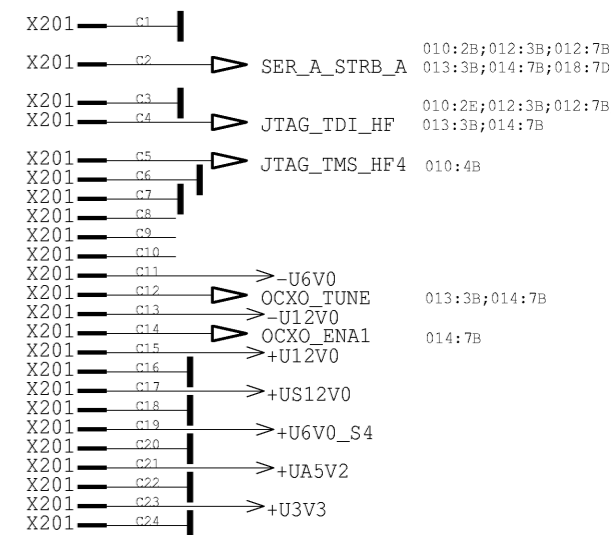 X201 C1
010:2B;012:3B;012:7B
X201 C2 SER_A_STRB_A 013:3B;014:7B;018:7D
X201 C3 010:2E;012:3B;012:7B
X201 C4 JTAG_TDI_HF 013:3B;014:7B
X201 C5 JTAG_TMS_HF4 010:4B
X201 C6
X201 C7
X201 C8
X201 C9
X201 C10
X201 C11 -U6V0
X201 C12 OCXO_TUNE 013:3B;014:7B
X201 C13 -U12V0
X201 C14 OCXO_ENA1 014:7B
X201 C15 +U12V0
X201 C16
X201 C17 +US12V0
X201 C18
X201 C19 +U6V0_S4
X201 C20
X201 C21 +UA5V2
X201 C22
X201 C23 +U3V3
X201 C24